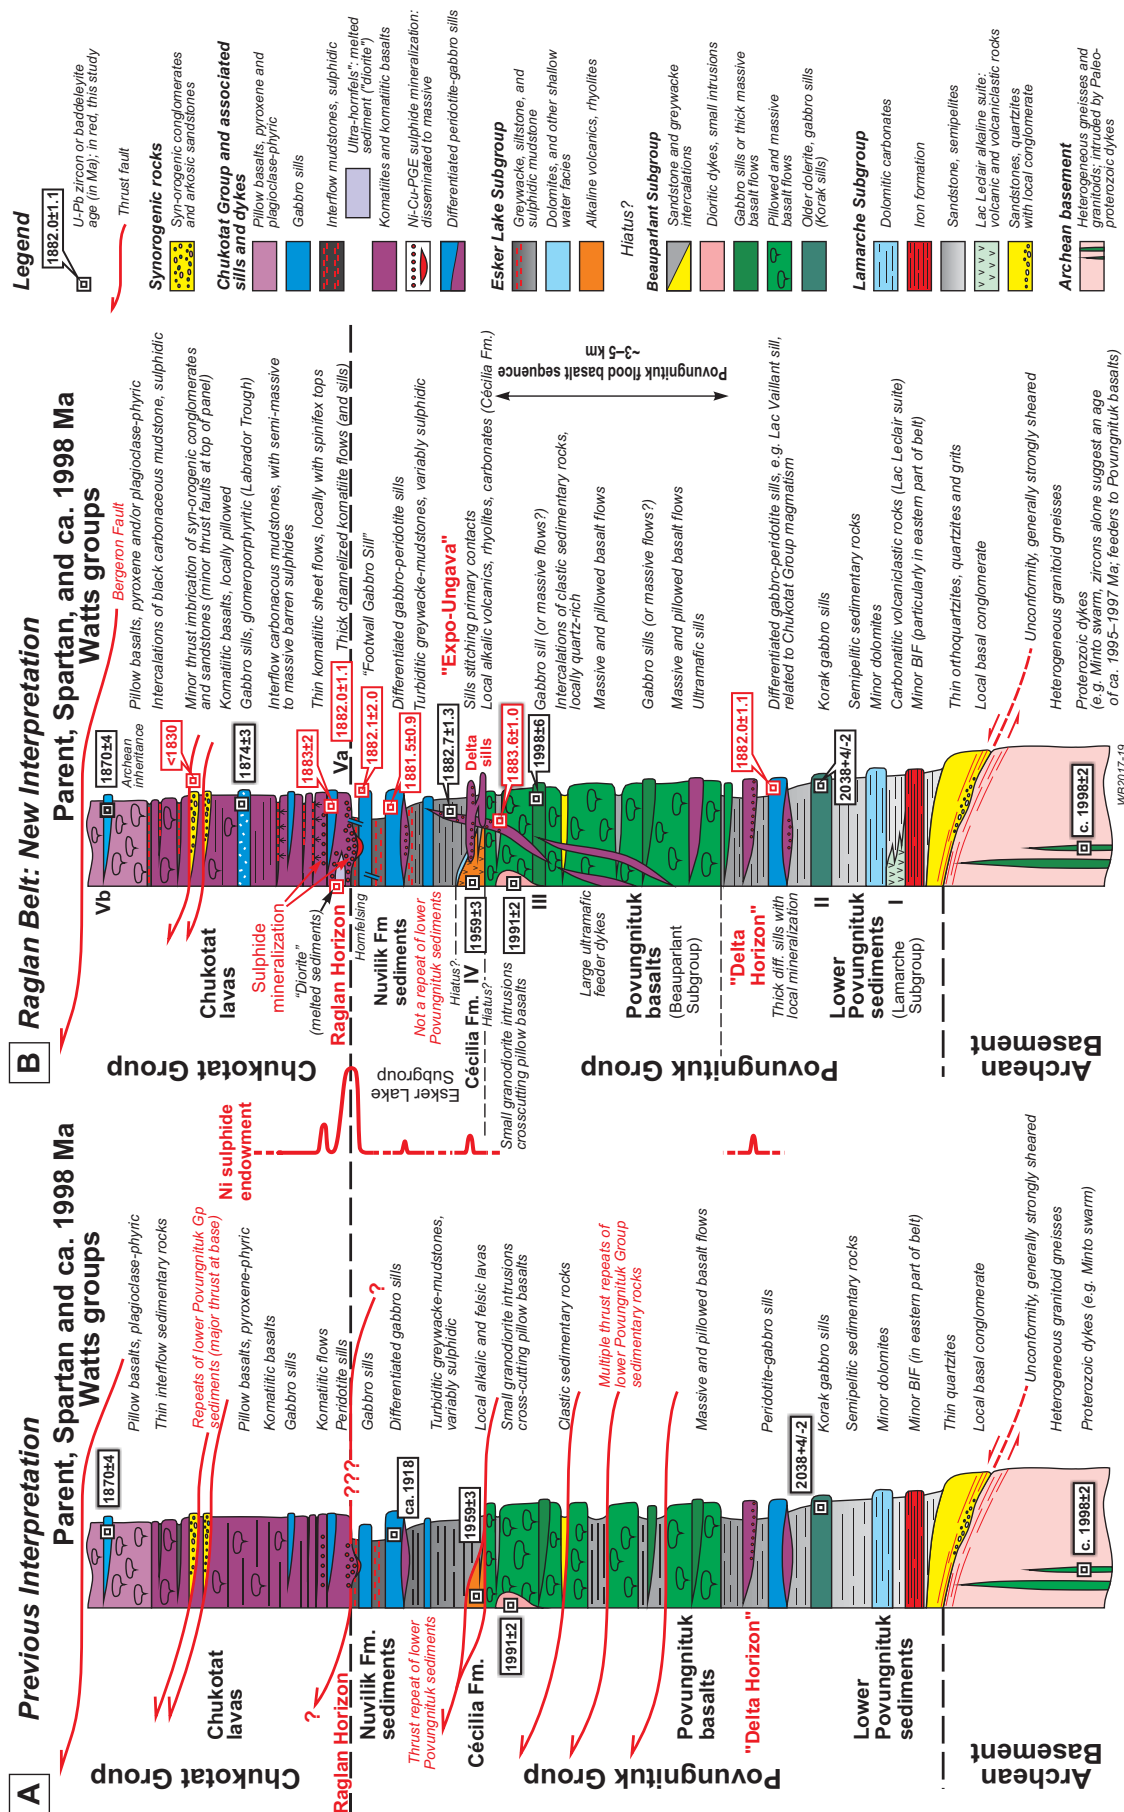 A
Previous Interpretation
Parent, Spartan and ca. 1998 Ma
Watts groups
Chukotat Group
Povungnituk Group
Archean
Basement
Chukotat
lavas
?
Raglan Horizon
Nuvilik Fm.
sediments
Thrust repeat of lower
Povungnituk sediments
Cécilia Fm.
Povungnituk
basalts
"Delta Horizon"
Lower
Povungnituk
sediments
1870±4
???
?
ca. 1918
1959±3
1991±2
2038+4/-2
c. 1998±2
Pillow basalts, plagioclase-phyric
Thin interflow sedimentary rocks
Repeats of lower Povungnituk Gp
sediments (major thrust at base)
Pillow basalts, pyroxene-phyric
Komatiitic basalts
Gabbro sills
Komatiitic flows
Peridotite sills
Gabbro sills
Differentiated gabbro sills
Turbiditic greywacke-mudstones,
variably sulphidic
Local alkalic and felsic lavas
Small granodiorite intrusions
cross-cutting pillow basalts
Clastic sedimentary rocks
Multiple thrust repeats of
lower Povungnituk Group
sedimentary rocks
Massive and pillowed basalt flows
Peridotite-gabbro sills
Korak gabbro sills
Semipelitic sedimentary rocks
Minor dolomites
Minor BIF (in eastern part of belt)
Thin quartzites
Local basal conglomerate
Unconformity, generally strongly sheared
Heterogeneous granitoid gneisses
Proterozoic dykes (e.g. Minto swarm)
Ni sulphide
endowment
B
Raglan Belt: New Interpretation
Parent, Spartan, and ca. 1998 Ma
Watts groups
Bergeron Fault
Chukotat Group
Esker Lake
Subgroup
Povungnituk Group
Archean
Basement
Vb
Chukotat
lavas
Sulphide
mineralization
"Diorite"
(melted sediments)
Raglan Horizon
Hornfelsing
Nuvilik Fm
sediments
Not a repeat of lower
Povungnituk sediments
Hiatus?
Cécilia Fm.
IV
Hiatus?
1959±3
1991±2
Small granodiorite intrusions
crosscutting pillow basalts
III
Large ultramafic
feeder dykes
Povungnituk
basalts
(Beauparlant
Subgroup)
"Delta
Horizon"
Thick diff. sills with
local mineralization
II
Lower
Povungnituk
sediments
(Lamarche
Subgroup)
I
1870±4
Archean
inheritance
<1830
1874±3
1883±2
Va
1882.0±1.1
1882.1±2.0
1881.5±0.9
1882.7±1.3
"Expo-Ungava"
Delta
sills
1883.6±1.0
1998±6
1882.0±1.1
2038+4/-2
c. 1998±2
Pillow basalts, pyroxene and/or plagioclase-phyric
Intercalations of black carbonaceous mudstone, sulphidic
Minor thrust imbrication of syn-orogenic conglomerates
and sandstones (minor thrust faults at top of panel)
Komatiitic basalts, locally pillowed
Gabbro sills, glomeroporphyritic (Labrador Trough)
Interflow carbonaceous mudstones, with semi-massive
to massive barren sulphides
Thin komatiitic sheet flows, locally with spinifex tops
Thick channelized komatiite flows (and sills)
"Footwall Gabbro Sill"
Differentiated gabbro-peridotite sills
Turbiditic greywacke-mudstones, variably sulphidic
Sills stitching primary contacts
Local alkalic volcanics, rhyolites, carbonates (Cécilia Fm.)
Gabbro sill (or massive flows?)
Intercalations of clastic sedimentary rocks,
locally quartz-rich
Massive and pillowed basalt flows
Gabbro sills (or massive flows?)
Massive and pillowed basalt flows
Ultramafic sills
Povungnituk flood basalt sequence
~3–5 km
Differentiated gabbro-peridotite sills, e.g. Lac Vaillant sill,
related to Chukotat Group magmatism
Korak gabbro sills
Semipelitic sedimentary rocks
Minor dolomites
Carbonatitic volcaniclastic rocks (Lac Leclair suite)
Minor BIF (particularly in eastern part of belt)
Thin orthoquartzites, quartzites and grits
Local basal conglomerate
Unconformity, generally strongly sheared
Heterogeneous granitoid gneisses
Proterozoic dykes
(e.g. Minto swarm, zircons alone suggest an age
of ca. 1995–1997 Ma; feeders to Povungnituk basalts)
WB2017-19
Legend
1882.0±1.1
U-Pb zircon or baddeleyite
age (in Ma); in red, this study
Thrust fault
Synorogenic rocks
Syn-orogenic conglomerates
and arkosic sandstones
Chukotat Group and associated
sills and dykes
Pillow basalts, pyroxene and
plagioclase-phyric
Gabbro sills
Interflow mudstones, sulphidic
Ultra-hornfels": melted
sediment ("diorite")
Komatiites and komatiitic basalts
Ni-Cu-PGE sulphide mineralization:
disseminated to massive
Differentiated peridotite-gabbro sills
Esker Lake Subgroup
Greywacke, siltstone, and
sulphidic mudstone
Dolomites, and other shallow
water facies
Alkaline volcanics, rhyolites
Hiatus?
Beauparlant Subgroup
Sandstone and greywacke
intercalations
Dioritic dykes, small intrusions
Gabbro sills or thick massive
basalt flows
Pillowed and massive
basalt flows
Older dolerite, gabbro sills
(Korak sills)
Lamarche Subgroup
Dolomitic carbonates
Iron formation
Sandstone, semipelites
Lac Leclair alkaline suite:
volcanic and volcaniclastic rocks
Sandstones, quartzites
with local conglomerate
Archean basement
Heterogeneous gneisses and
granitoids; intruded by Paleo-
proterozoic dykes